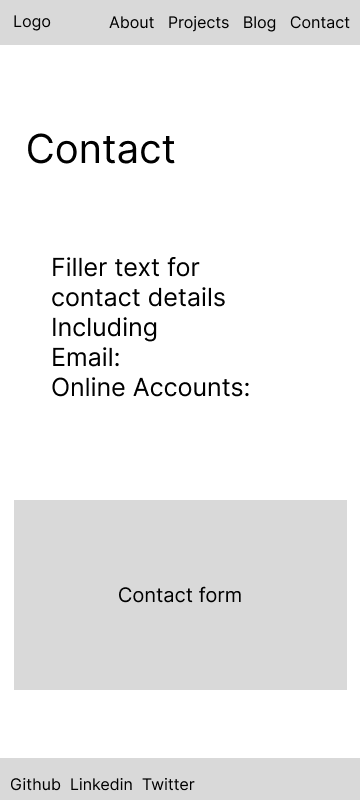 Logo About Projects Blog Contact
Contact
Filler text for
contact details
Including
Email:
Online Accounts:
Contact form
Github Linkedin Twitter